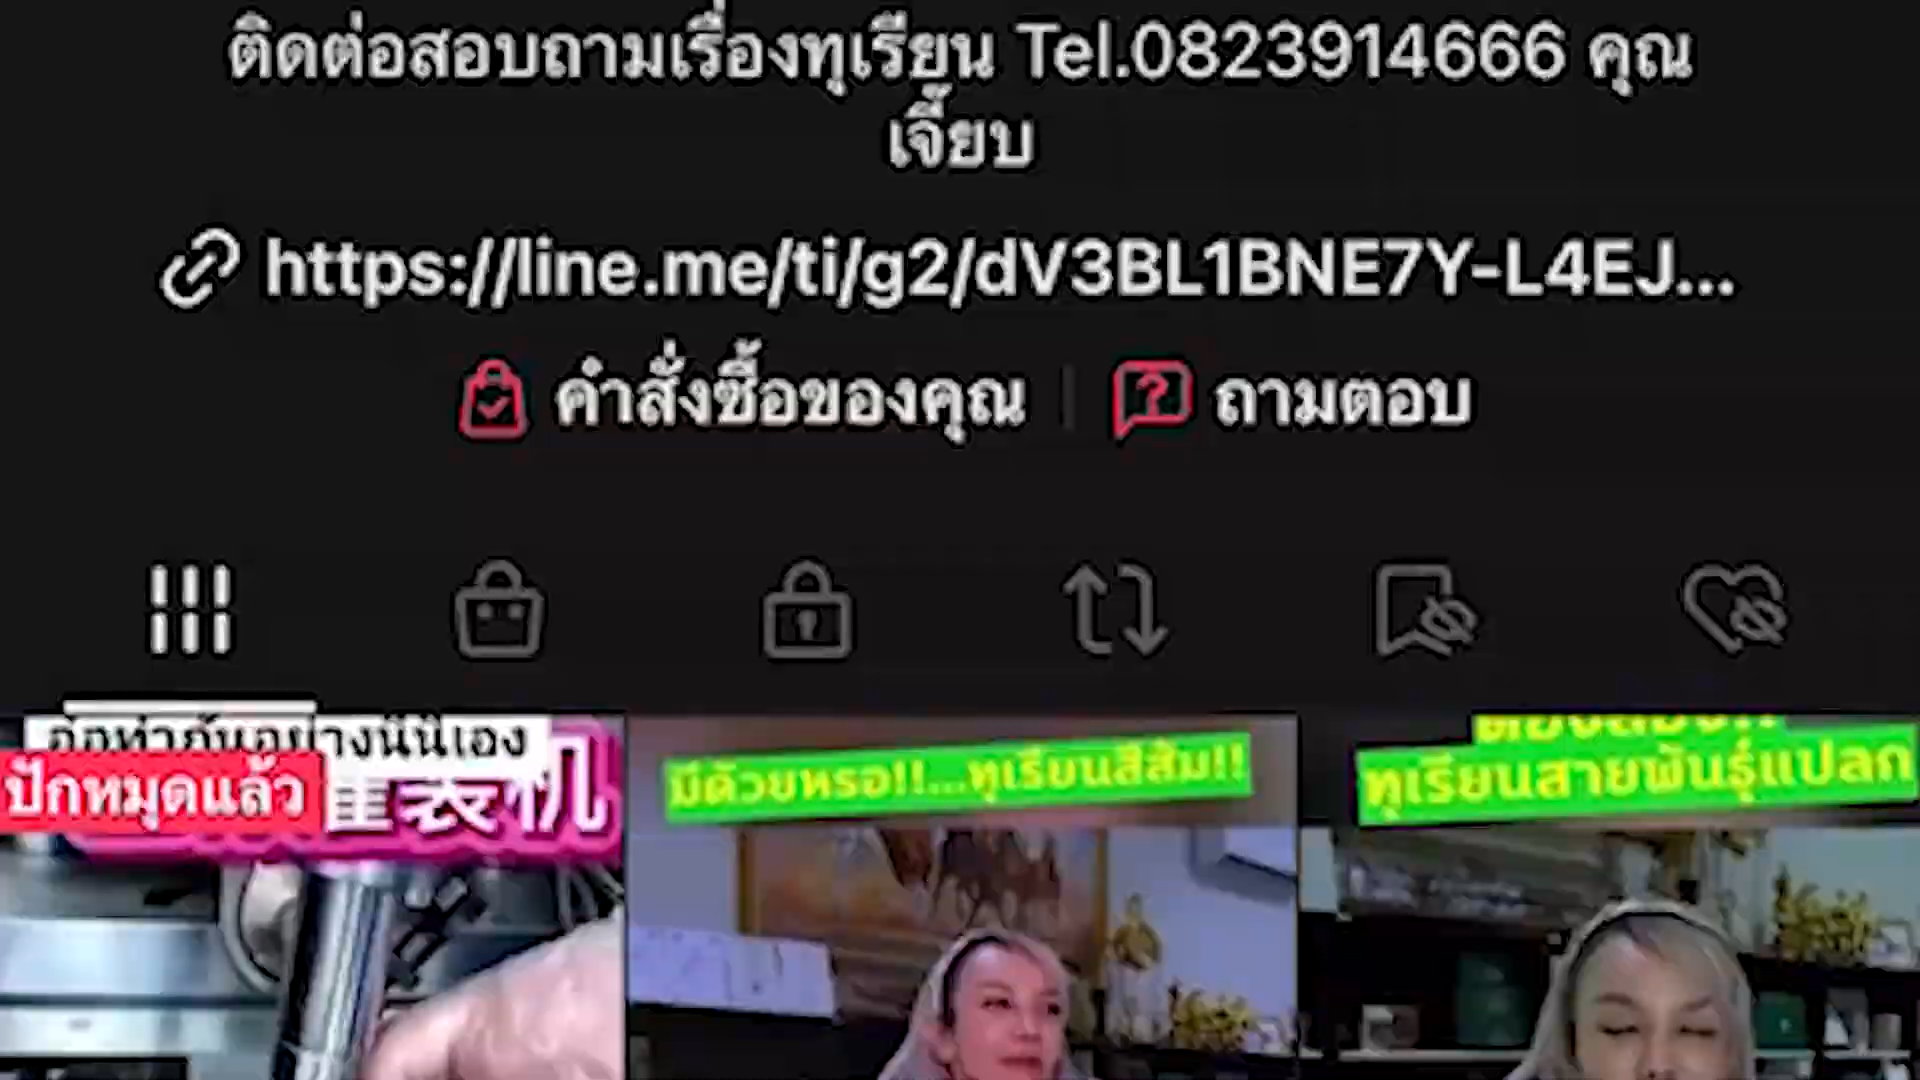 ติดต่อสอบถามเรื่องทุเรียน Tel.0823914666 คุณ
เจี๊ยบ
https://line.me/ti/g2/dV3BL1BNE7Y-L4EJ...
คำสั่งซื้อของคุณ
ถามตอบ
ปักหมุดแล้ว
มีด้วยหรอ!!...ทุเรียนสีส้ม!!
ทุเรียนสายพันธุ์แปลก